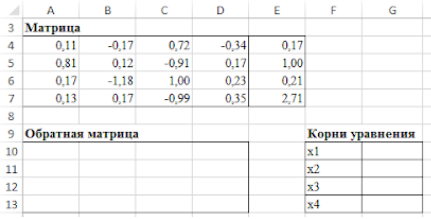 A B C D E F G
3 Матрица
4 0,11 -0,17 0,72 -0,34 0,17
5 0,81 0,12 -0,91 0,17 1,00
6 0,17 -1,18 1,00 0,23 0,21
7 0,13 0,17 -0,99 0,35 2,71
8
9 Обратная матрица Корни уравнения
10 x1
11 x2
12 x3
13 x4